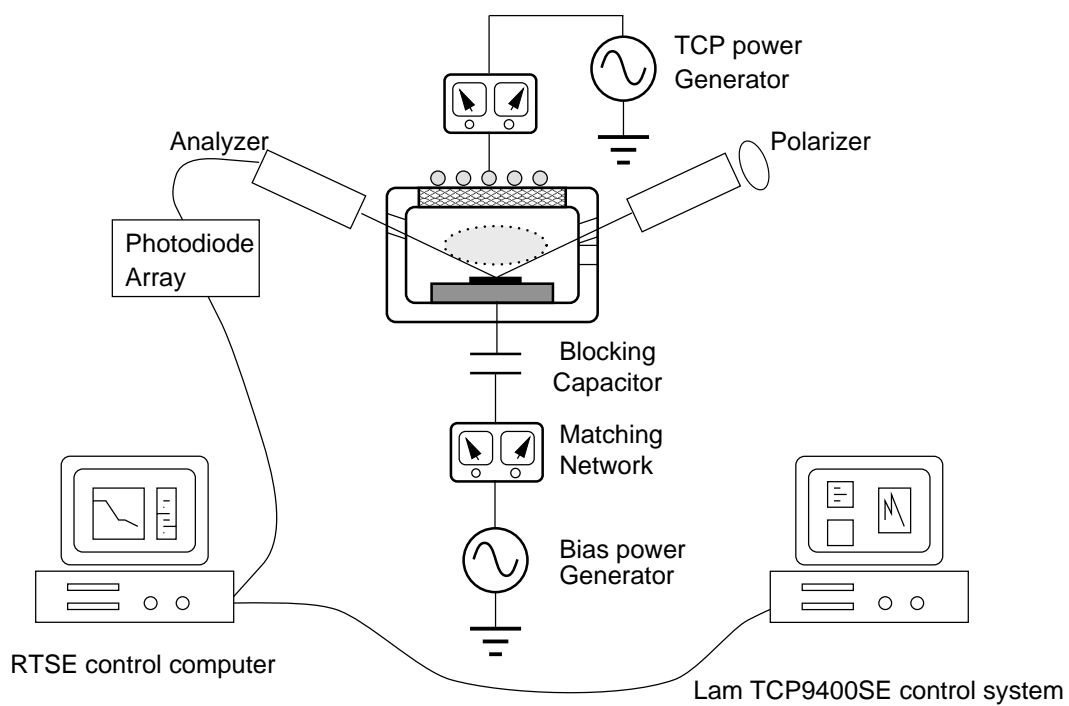 TCP power
Generator
Analyzer
Polarizer
Photodiode
Array
Blocking
Capacitor
Matching
Network
Bias power
Generator
RTSE control computer
Lam TCP9400SE control system